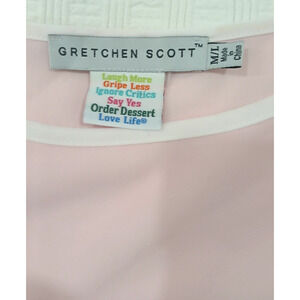 GRETCHEN SCOTT™
M/L
Made
in
China
Laugh More
Gripe Less
Ignore Critics
Say Yes
Order Dessert
Love Life®